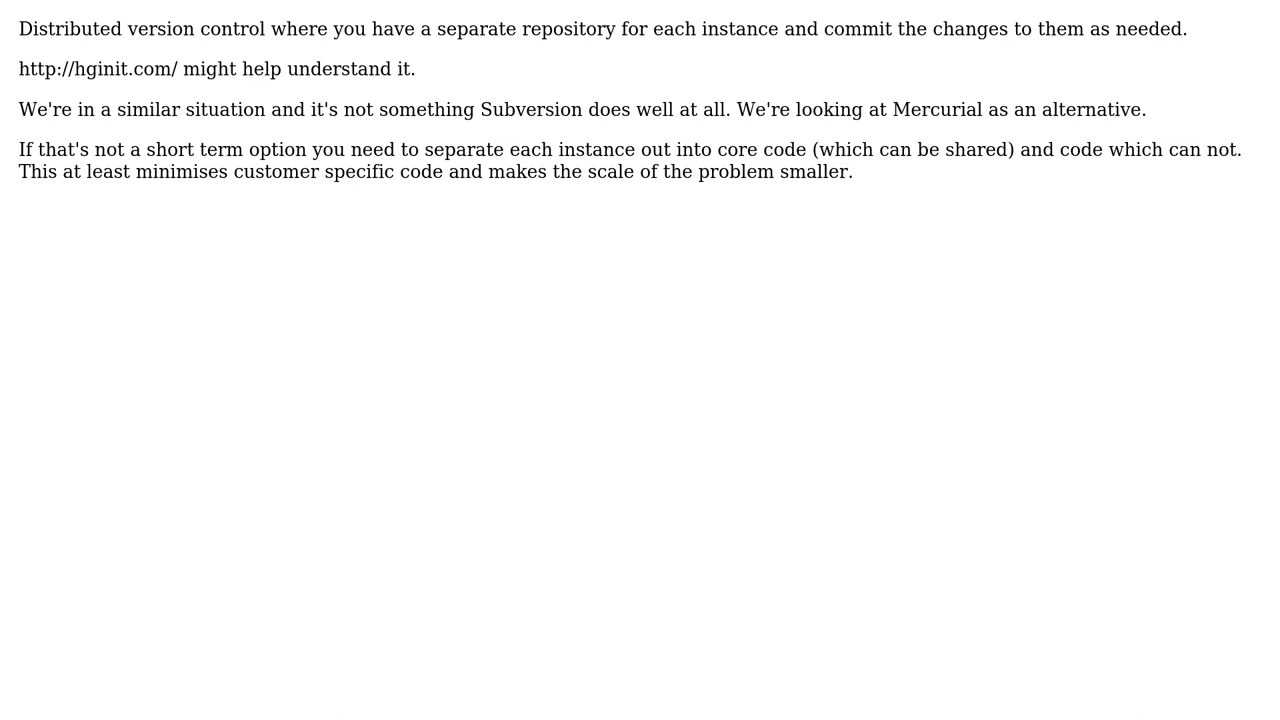 Distributed version control where you have a separate repository for each instance and commit the changes to them as needed.
http://hginit.com/ might help understand it.
We're in a similar situation and it's not something Subversion does well at all. We're looking at Mercurial as an alternative.
If that's not a short term option you need to separate each instance out into core code (which can be shared) and code which can not.
This at least minimises customer specific code and makes the scale of the problem smaller.